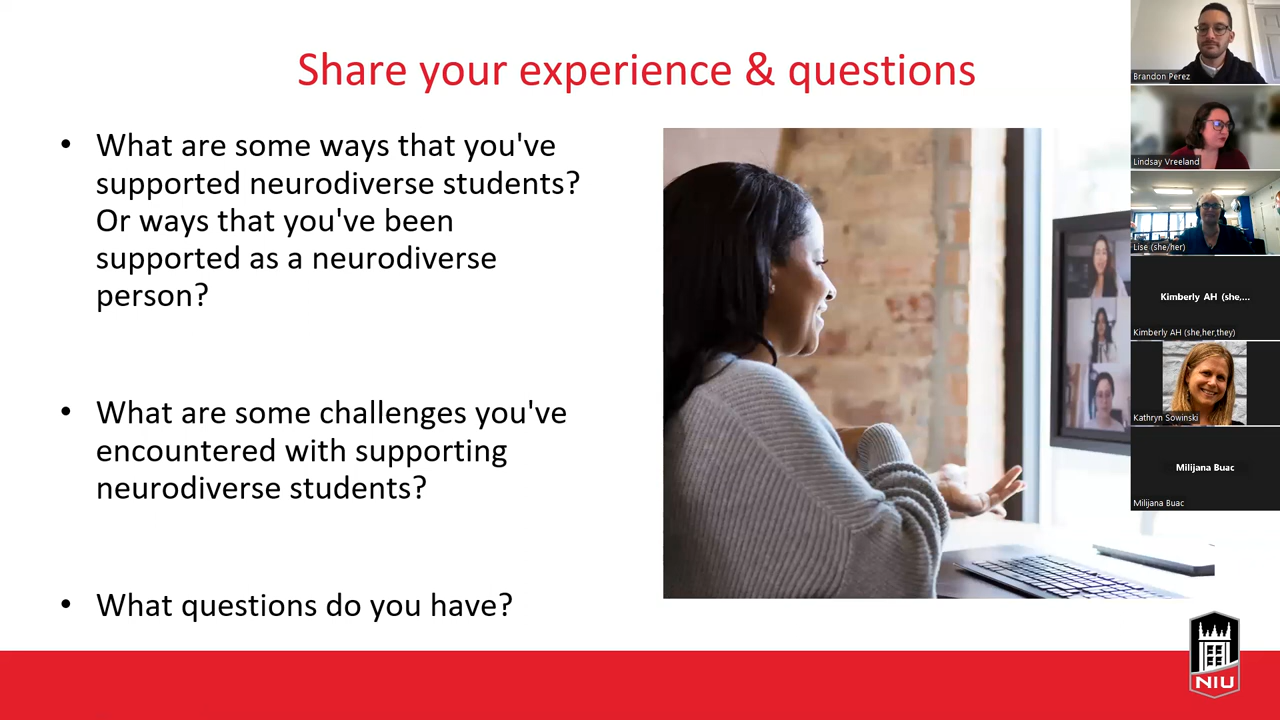 Share your experience & questions
• What are some ways that you've
supported neurodiverse students?
Or ways that you've been
supported as a neurodiverse
person?
• What are some challenges you've
encountered with supporting
neurodiverse students?
• What questions do you have?
Brandon Perez
Lindsay Vreeland
Lise (she/her)
Kimberly AH (she,...
Kimberly AH (she,her,they)
Kathryn Sowinski
Milijana Buac
Milijana Buac
NIU